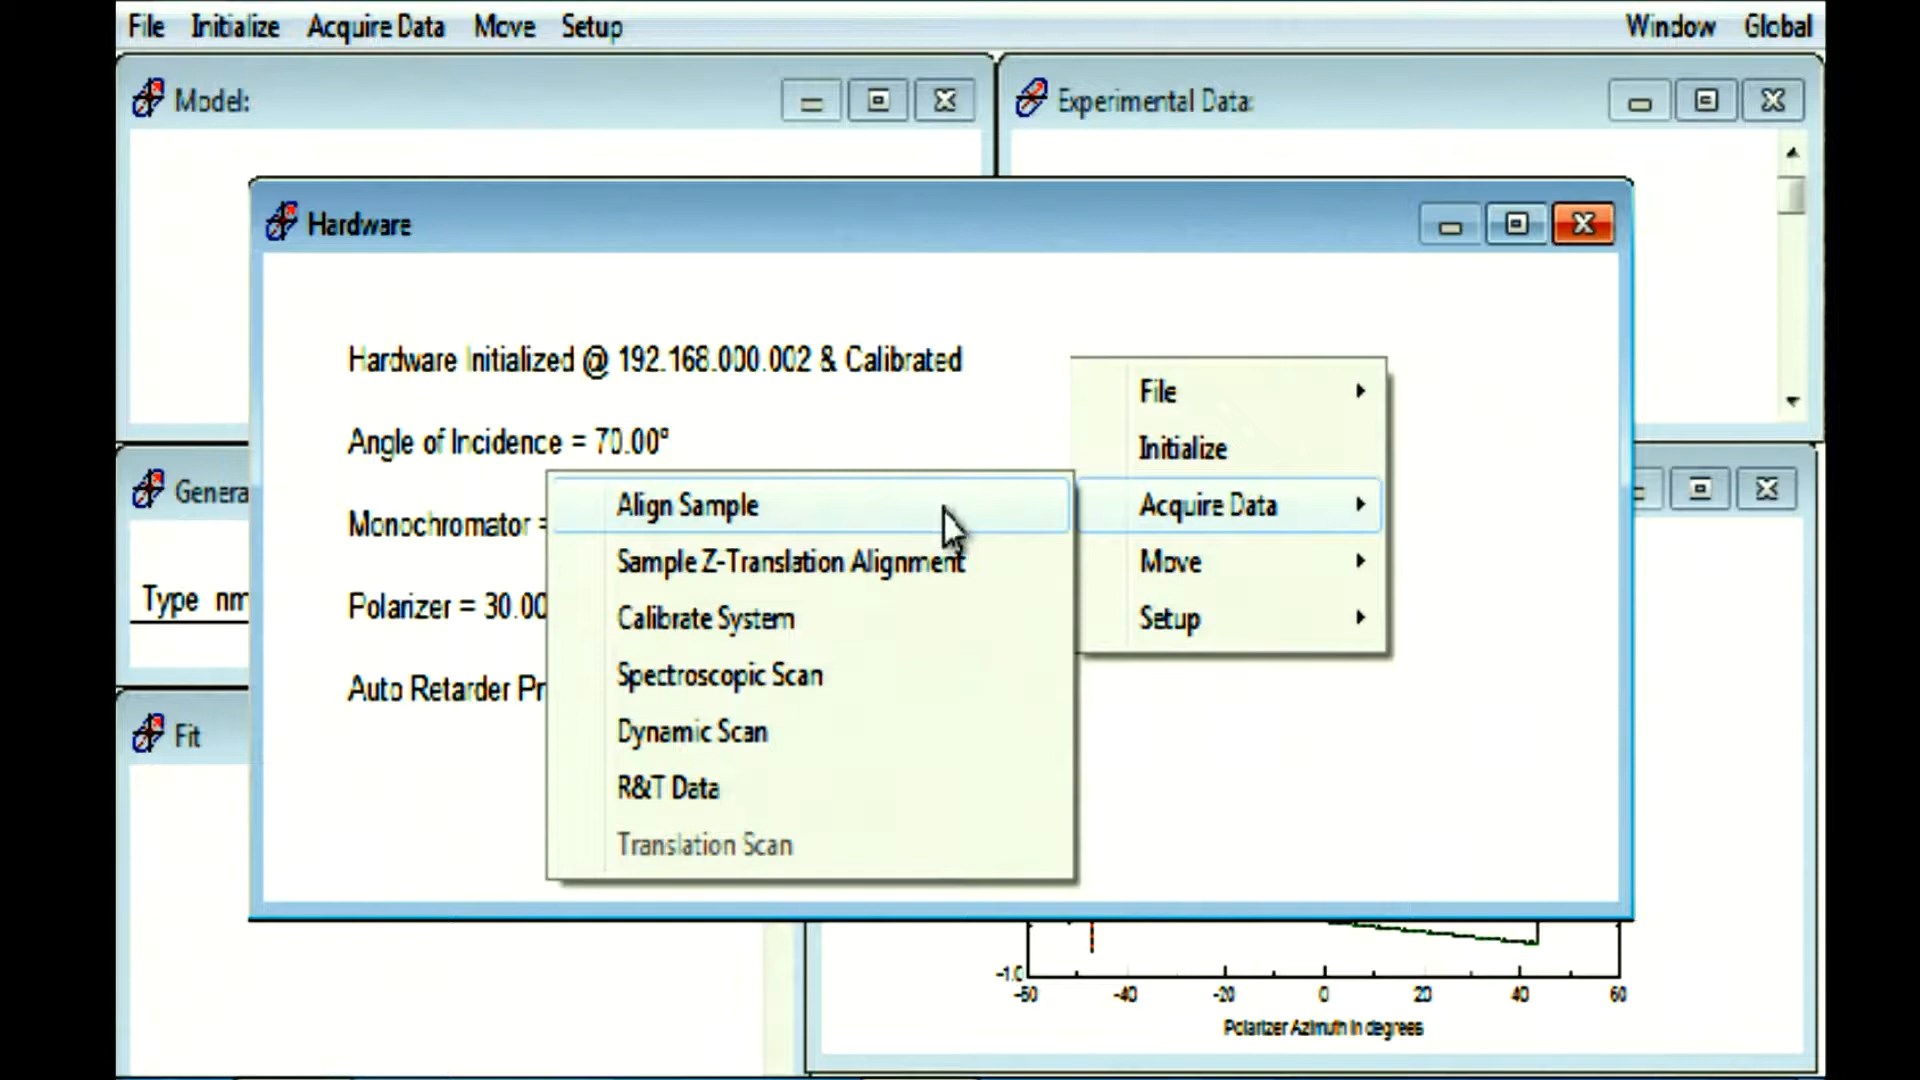 File Initialize Acquire Data Move Setup Window Global
Model:
Experimental Data:
Hardware
Hardware Initialized @ 192.168.000.002 & Calibrated
Angle of Incidence = 70.00°
Monochromator =
Polarizer = 30.00
Auto Retarder Pr
File
Initialize
Acquire Data
Move
Setup
Align Sample
Sample Z-Translation Alignment
Calibrate System
Spectroscopic Scan
Dynamic Scan
R&T Data
Translation Scan
Genera
Type nm
Fit
-1.0
-60 -40 -20 0 20 40 60
Polarizer Azimuth in degrees